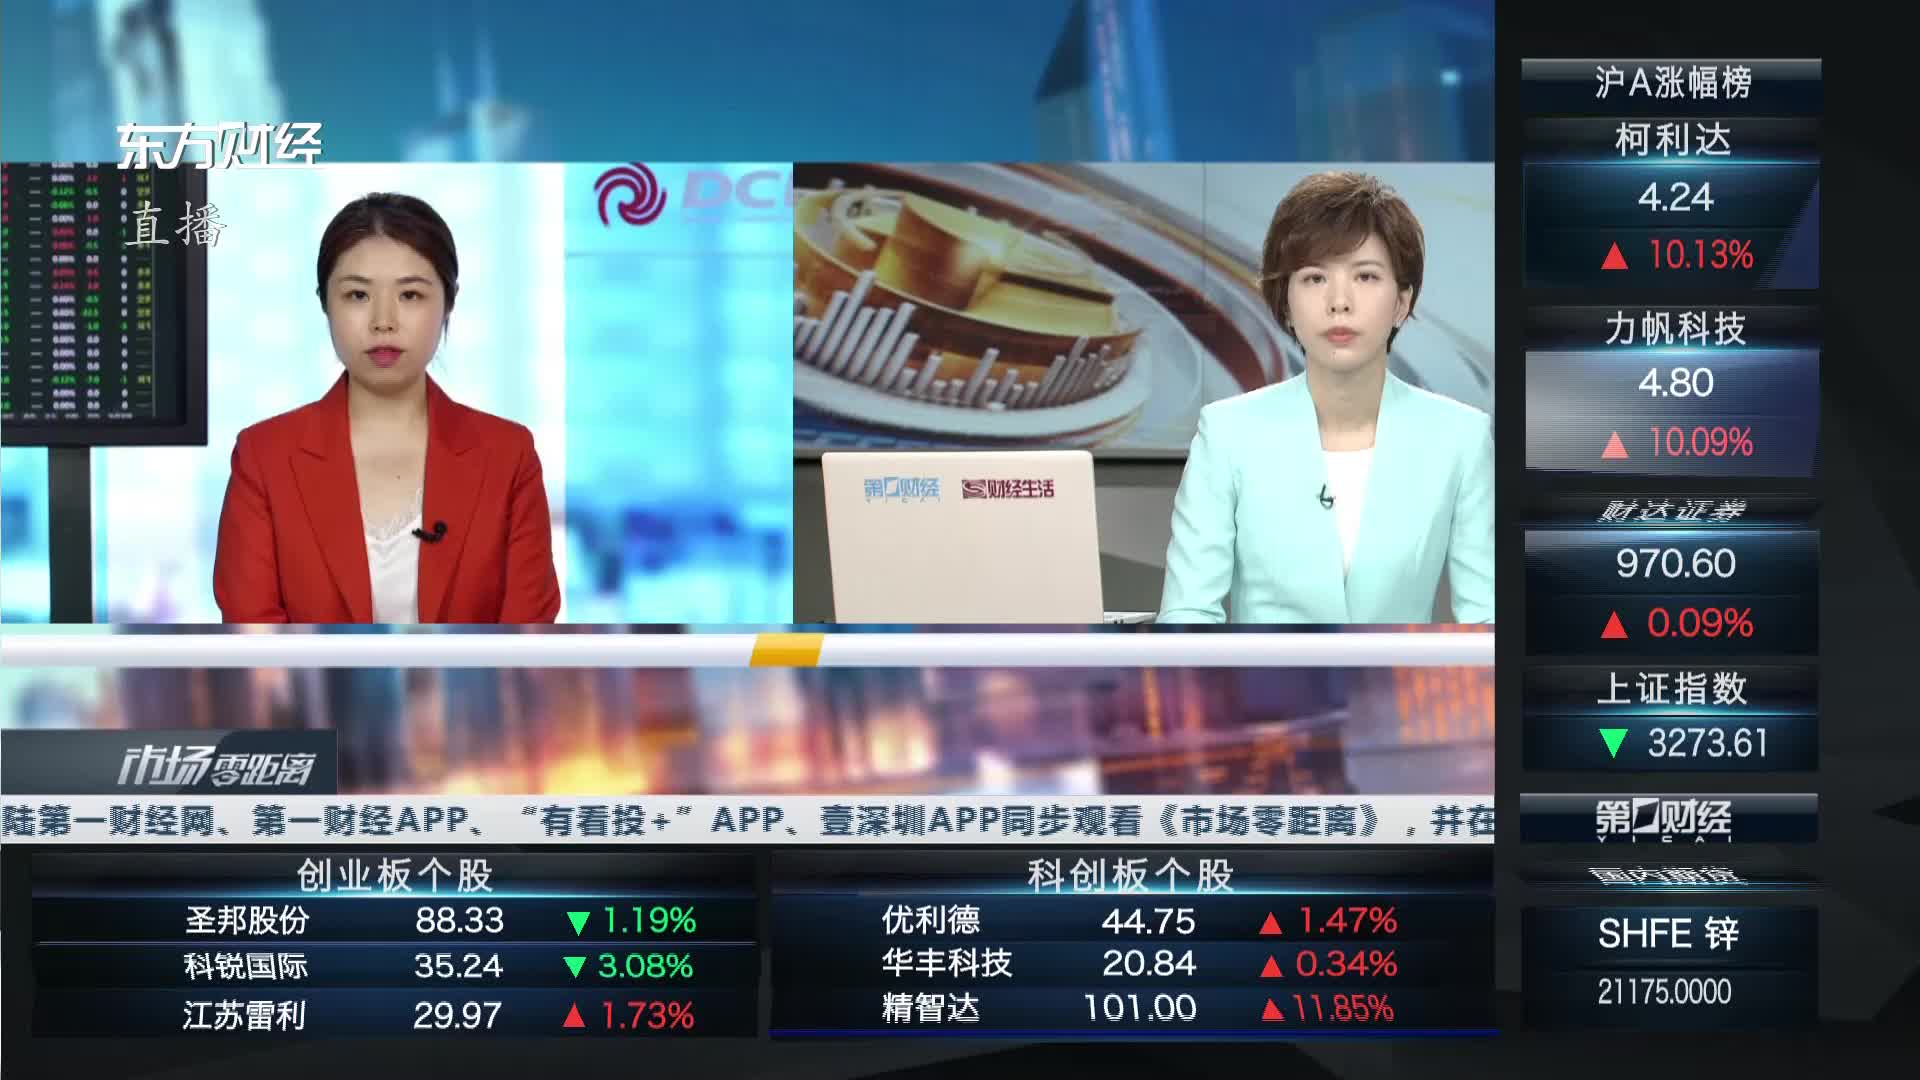 东方财经
直播
DC
第一财经
YICAI
财经生活
市场零距离
陆第一财经网、第一财经APP、“有看投+”APP、壹深圳APP同步观看《市场零距离》，并在
创业板个股
圣邦股份 88.33 ▼ 1.19%
科锐国际 35.24 ▼ 3.08%
江苏雷利 29.97 ▲ 1.73%
科创板个股
优利德 44.75 ▲ 1.47%
华丰科技 20.84 ▲ 0.34%
精智达 101.00 ▲ 11.85%
沪A涨幅榜
柯利达
4.24
▲ 10.13%
力帆科技
4.80
▲ 10.09%
财达证券
970.60
▲ 0.09%
上证指数
▼ 3273.61
第一财经
YICAI
国内期货
SHFE 锌
21175.0000